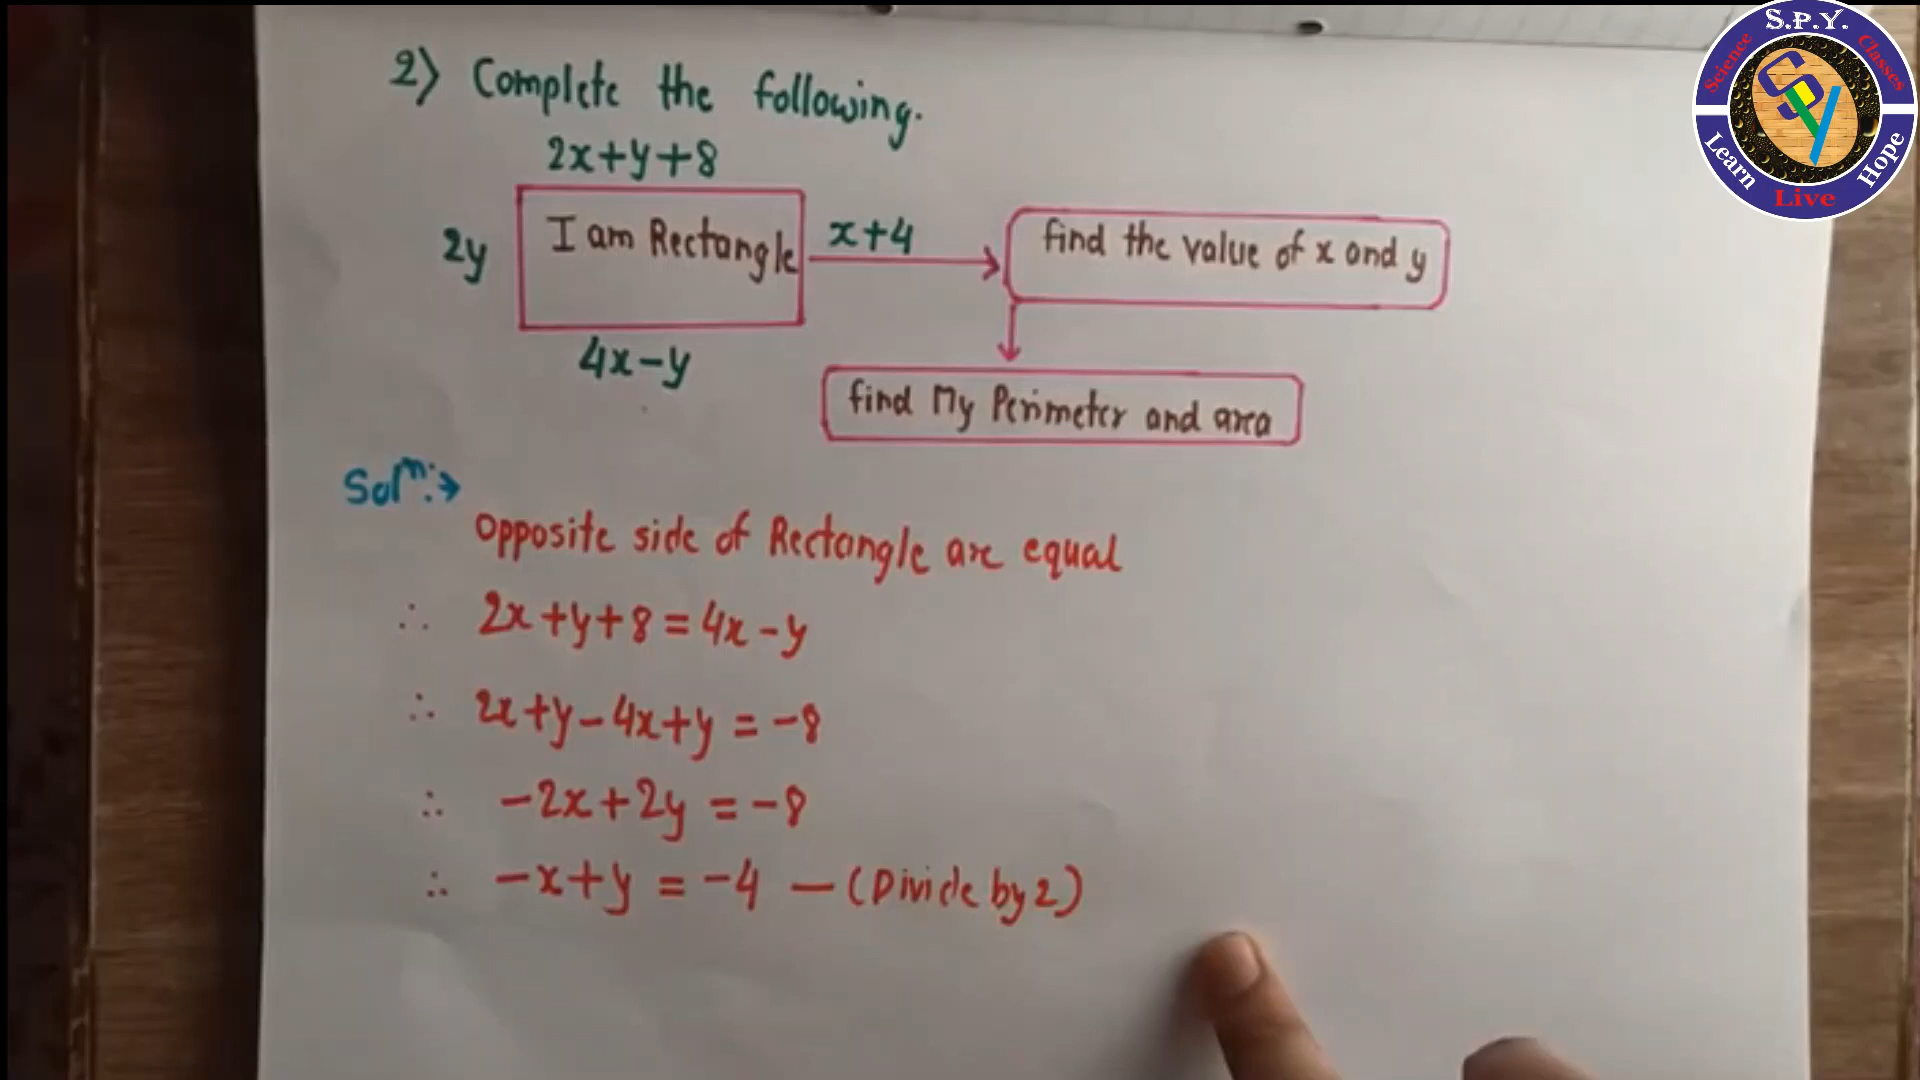 2) Complete the following.
2x+y+8
2y
I am Rectangle
x+4
find the value of x and y
4x-y
find My Perimeter and area
Solⁿ:→
Opposite side of Rectangle are equal
∴ 2x+y+8=4x-y
∴ 2x+y-4x+y = -8
∴ -2x+2y = -8
∴ -x+y = -4 — (Divide by 2)
S.P.Y.
Science
Classes
SPY
Learn
Live
Hope